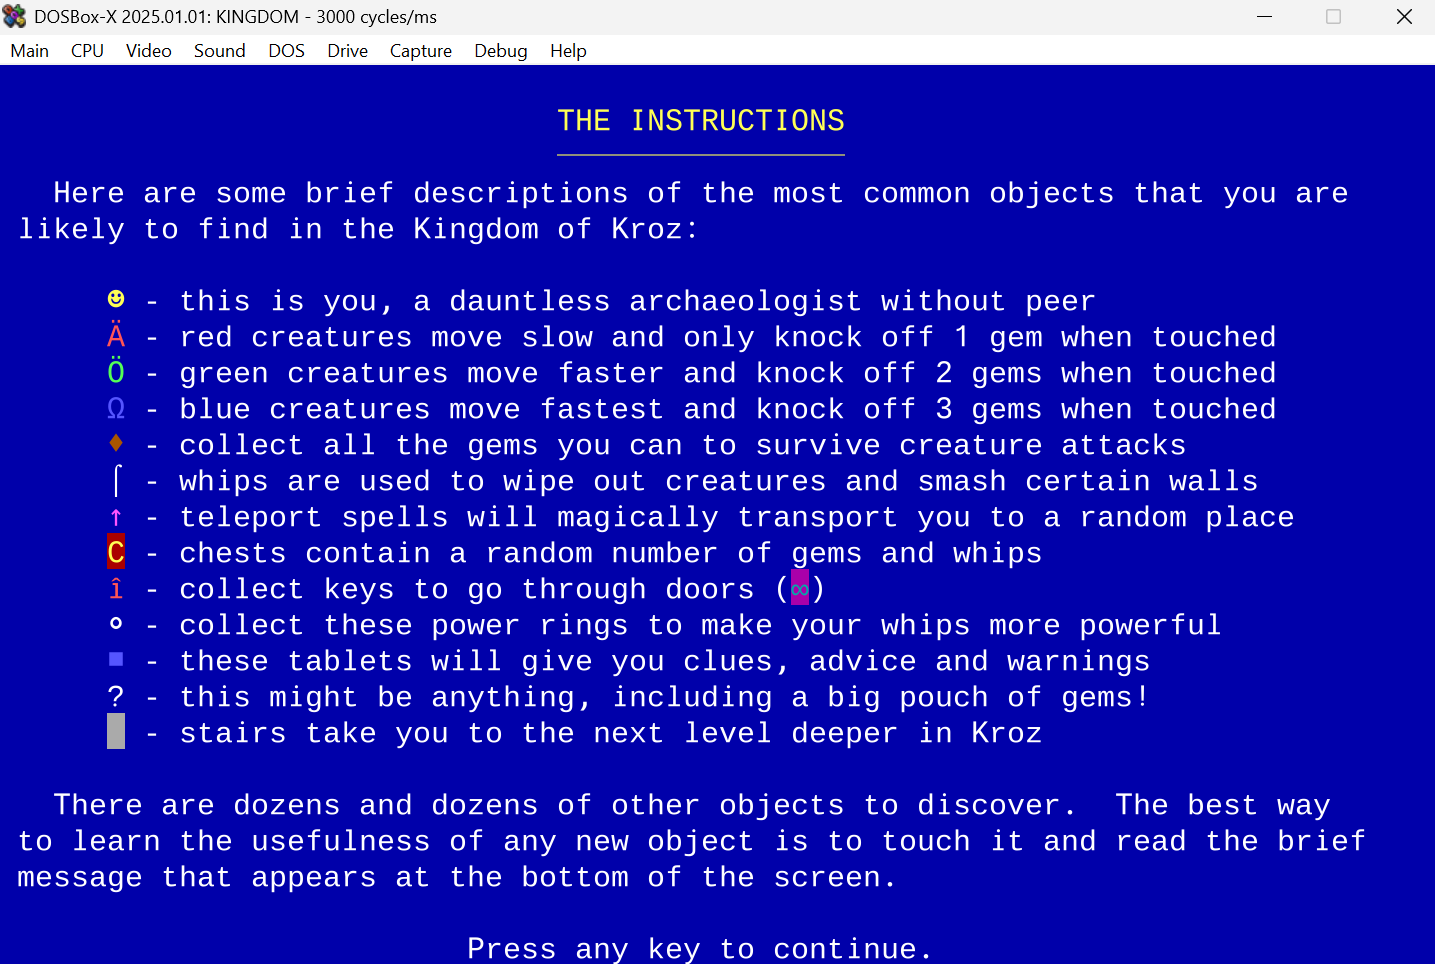 DOSBox-X 2025.01.01: KINGDOM - 3000 cycles/ms
Main CPU Video Sound DOS Drive Capture Debug Help
THE INSTRUCTIONS
Here are some brief descriptions of the most common objects that you are
likely to find in the Kingdom of Kroz:
☻ - this is you, a dauntless archaeologist without peer
Ä - red creatures move slow and only knock off 1 gem when touched
Ö - green creatures move faster and knock off 2 gems when touched
Ω - blue creatures move fastest and knock off 3 gems when touched
♦ - collect all the gems you can to survive creature attacks
⌠ - whips are used to wipe out creatures and smash certain walls
↑ - teleport spells will magically transport you to a random place
C - chests contain a random number of gems and whips
î - collect keys to go through doors (∞)
○ - collect these power rings to make your whips more powerful
■ - these tablets will give you clues, advice and warnings
? - this might be anything, including a big pouch of gems!
█ - stairs take you to the next level deeper in Kroz
There are dozens and dozens of other objects to discover.  The best way
to learn the usefulness of any new object is to touch it and read the brief
message that appears at the bottom of the screen.
Press any key to continue.